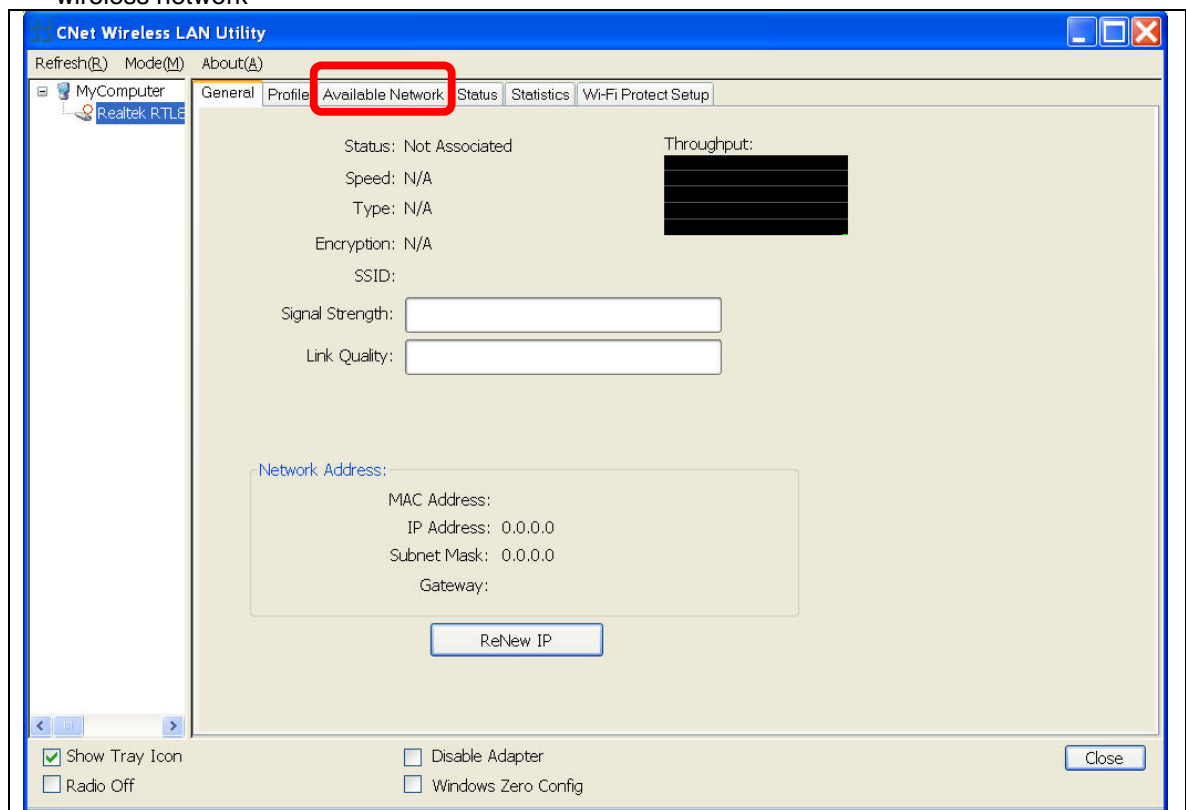 wireless network
CNet Wireless LAN Utility
Refresh(R) Mode(M) About(A)
MyComputer
Realtek RTL8
General Profile Available Network Status Statistics Wi-Fi Protect Setup
Status: Not Associated
Throughput:
Speed: N/A
Type: N/A
Encryption: N/A
SSID:
Signal Strength:
Link Quality:
Network Address:
MAC Address:
IP Address: 0.0.0.0
Subnet Mask: 0.0.0.0
Gateway:
ReNew IP
Show Tray Icon
Disable Adapter
Close
Radio Off
Windows Zero Config